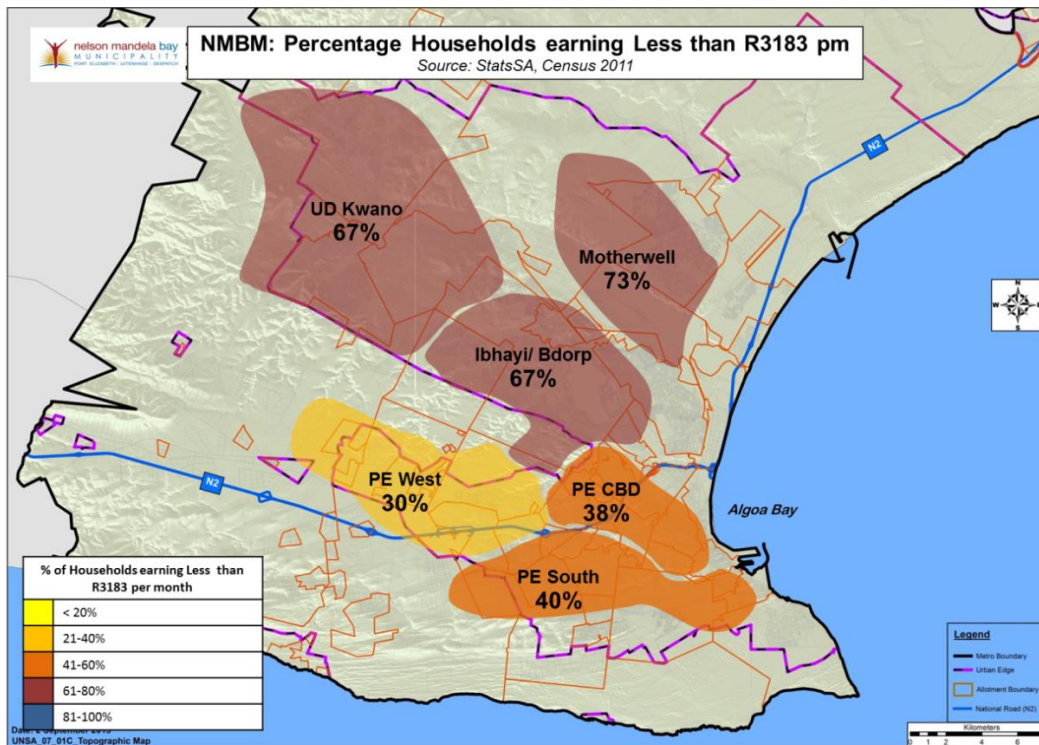 nelson mandela bay
MUNICIPALITY
PORT ELIZABETH | UITENHAGE | DESPATCH
NMBM: Percentage Households earning Less than R3183 pm
Source: StatsSA, Census 2011
N2
UD Kwano
67%
Motherwell
73%
N
W E
S
Ibhayi/ Bdorp
67%
PE West
30%
N2
PE CBD
38%
Algoa Bay
PE South
40%
% of Households earning Less than
R3183 per month
< 20%
21-40%
41-60%
61-80%
81-100%
Legend
Metro Boundary
Urban Edge
Allotment Boundary
National Road (N2)
Kilometers
0 1 2 4 6
UNSA_07_01C_Topographic Map